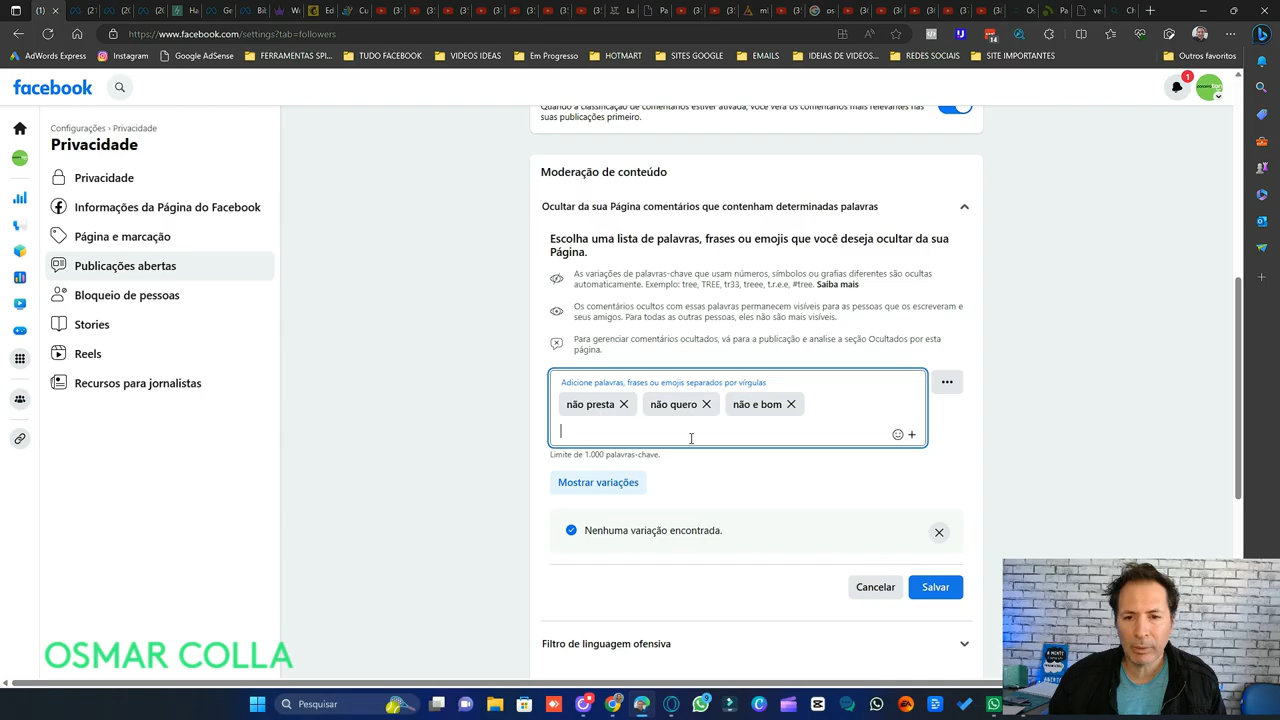 https://www.facebook.com/settings?tab=followers
AdWords Express
Instagram
Google AdSense
FERRAMENTAS SPI...
TUDO FACEBOOK
VIDEOS IDEAS
Em Progresso
HOTMART
SITES GOOGLE
EMAILS
IDEIAS DE VIDEOS...
REDES SOCIAIS
SITE IMPORTANTES
Outros favoritos
facebook
1
Configurações › Privacidade
Privacidade
Privacidade
Informações da Página do Facebook
Página e marcação
Publicações abertas
Bloqueio de pessoas
Stories
Reels
Recursos para jornalistas
Quando a classificação de comentários estiver ativada, você verá os comentários mais relevantes nas
suas publicações primeiro.
Moderação de conteúdo
Ocultar da sua Página comentários que contenham determinadas palavras
Escolha uma lista de palavras, frases ou emojis que você deseja ocultar da sua
Página.
As variações de palavras-chave que usam números, símbolos ou grafias diferentes são ocultas
automaticamente. Exemplo: tree, TREE, tr33, treee, t.r.e.e, #tree. Saiba mais
Os comentários ocultos com essas palavras permanecem visíveis para as pessoas que os escreveram e
seus amigos. Para todas as outras pessoas, eles não são mais visíveis.
Para gerenciar comentários ocultados, vá para a publicação e analise a seção Ocultados por esta
página.
Adicione palavras, frases ou emojis separados por vírgulas
não presta
não quero
não e bom
Limite de 1.000 palavras-chave.
Mostrar variações
Nenhuma variação encontrada.
Cancelar
Salvar
Filtro de linguagem ofensiva
OSMAR COLLA
Pesquisar